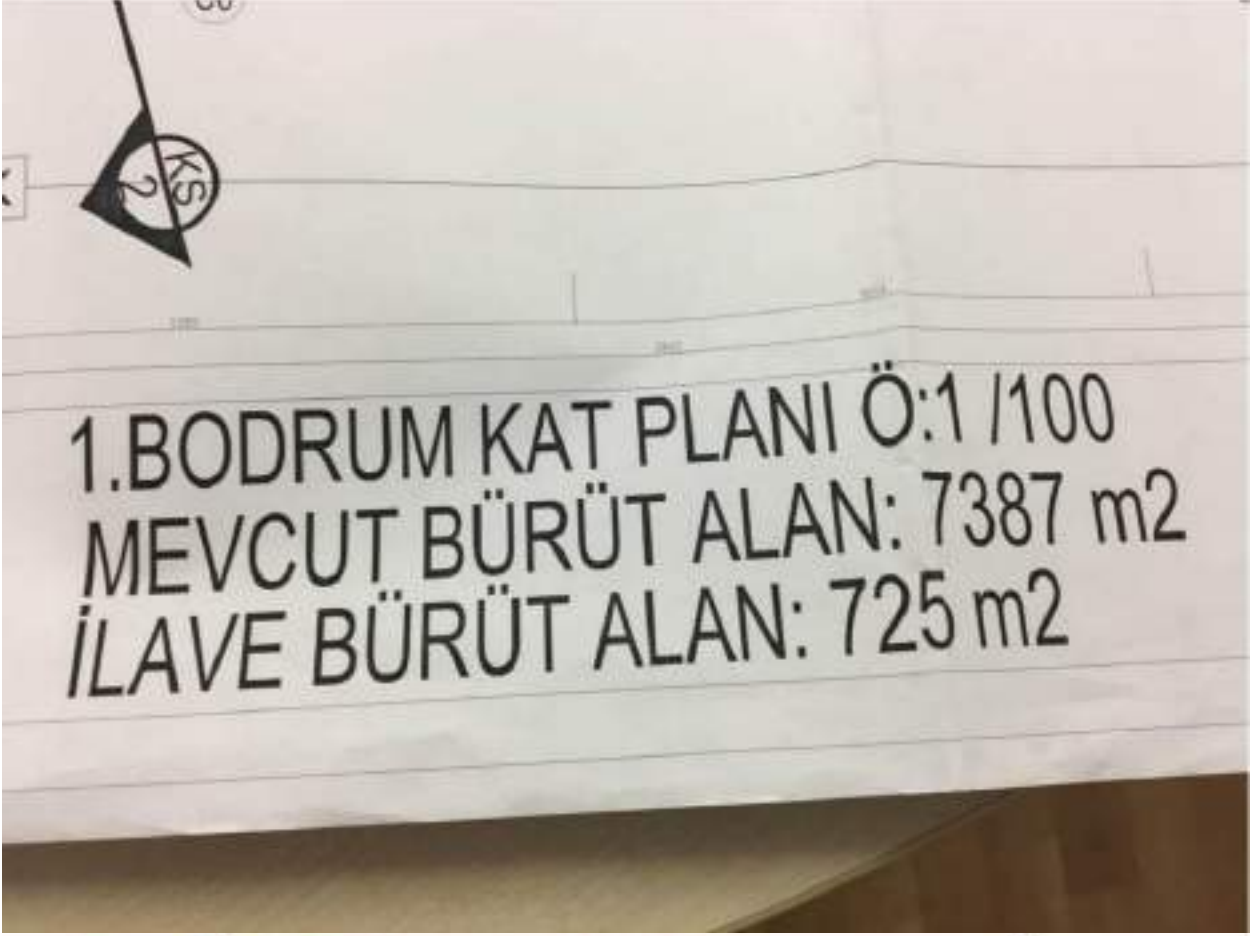 KS
2
1.BODRUM KAT PLANI Ö:1 /100
MEVCUT BÜRÜT ALAN: 7387 m2
İLAVE BÜRÜT ALAN: 725 m2